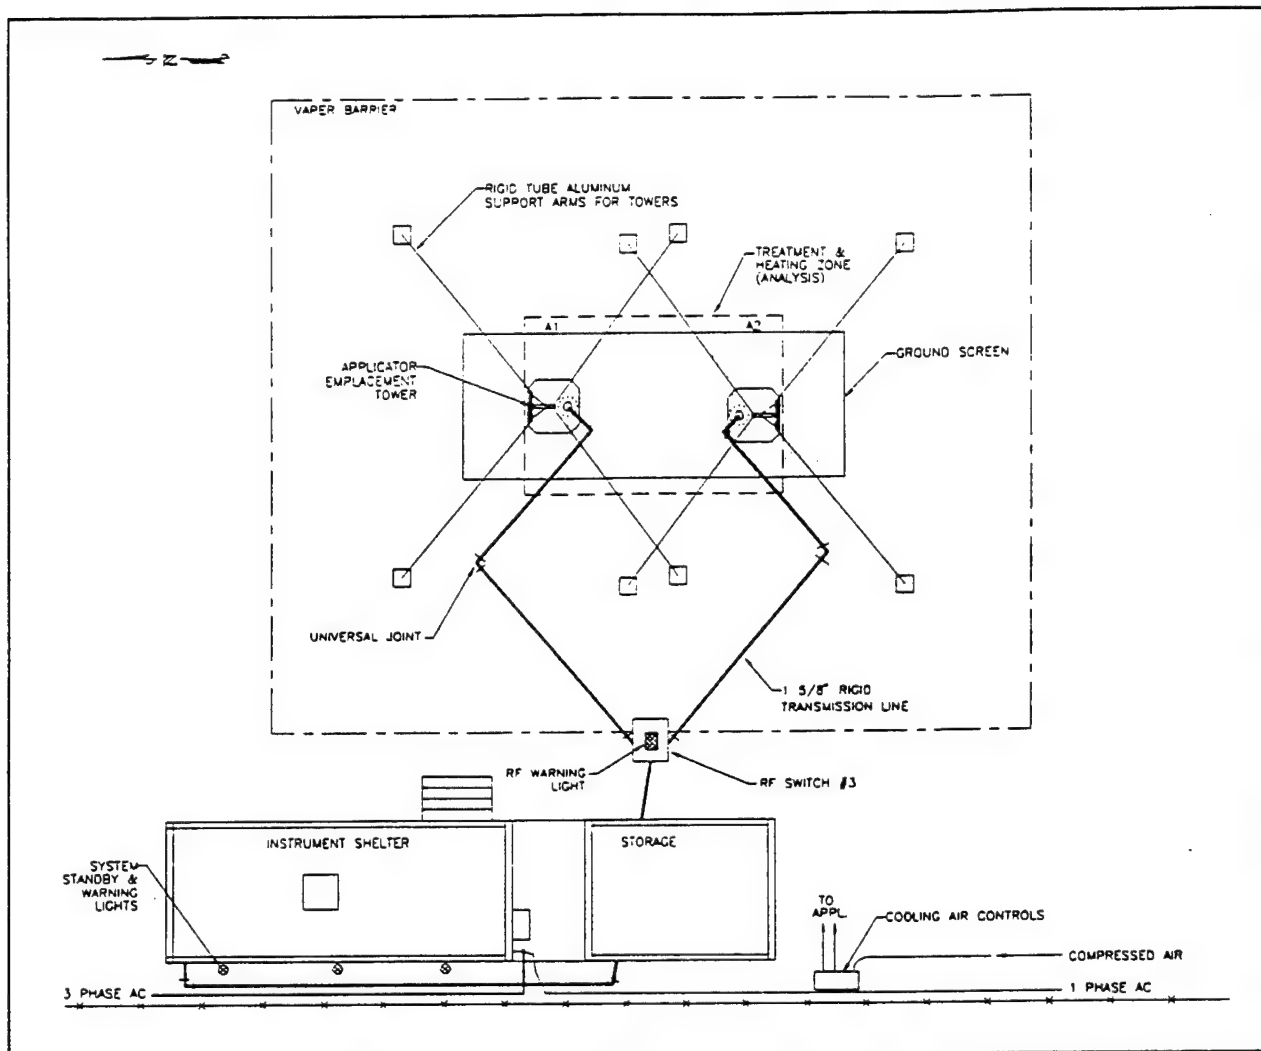 N
VAPER BARRIER
RIGID TUBE ALUMINUM
SUPPORT ARMS FOR TOWERS
TREATMENT &
HEATING ZONE
(ANALYSIS)
A1
A2
GROUND SCREEN
APPLICATOR
EMPLACEMENT
TOWER
UNIVERSAL JOINT
1 5/8" RIGID
TRANSMISSION LINE
RF WARNING
LIGHT
RF SWITCH #3
INSTRUMENT SHELTER
STORAGE
SYSTEM
STANDBY &
WARNING
LIGHTS
TO
APPL.
COOLING AIR CONTROLS
COMPRESSED AIR
3 PHASE AC
1 PHASE AC